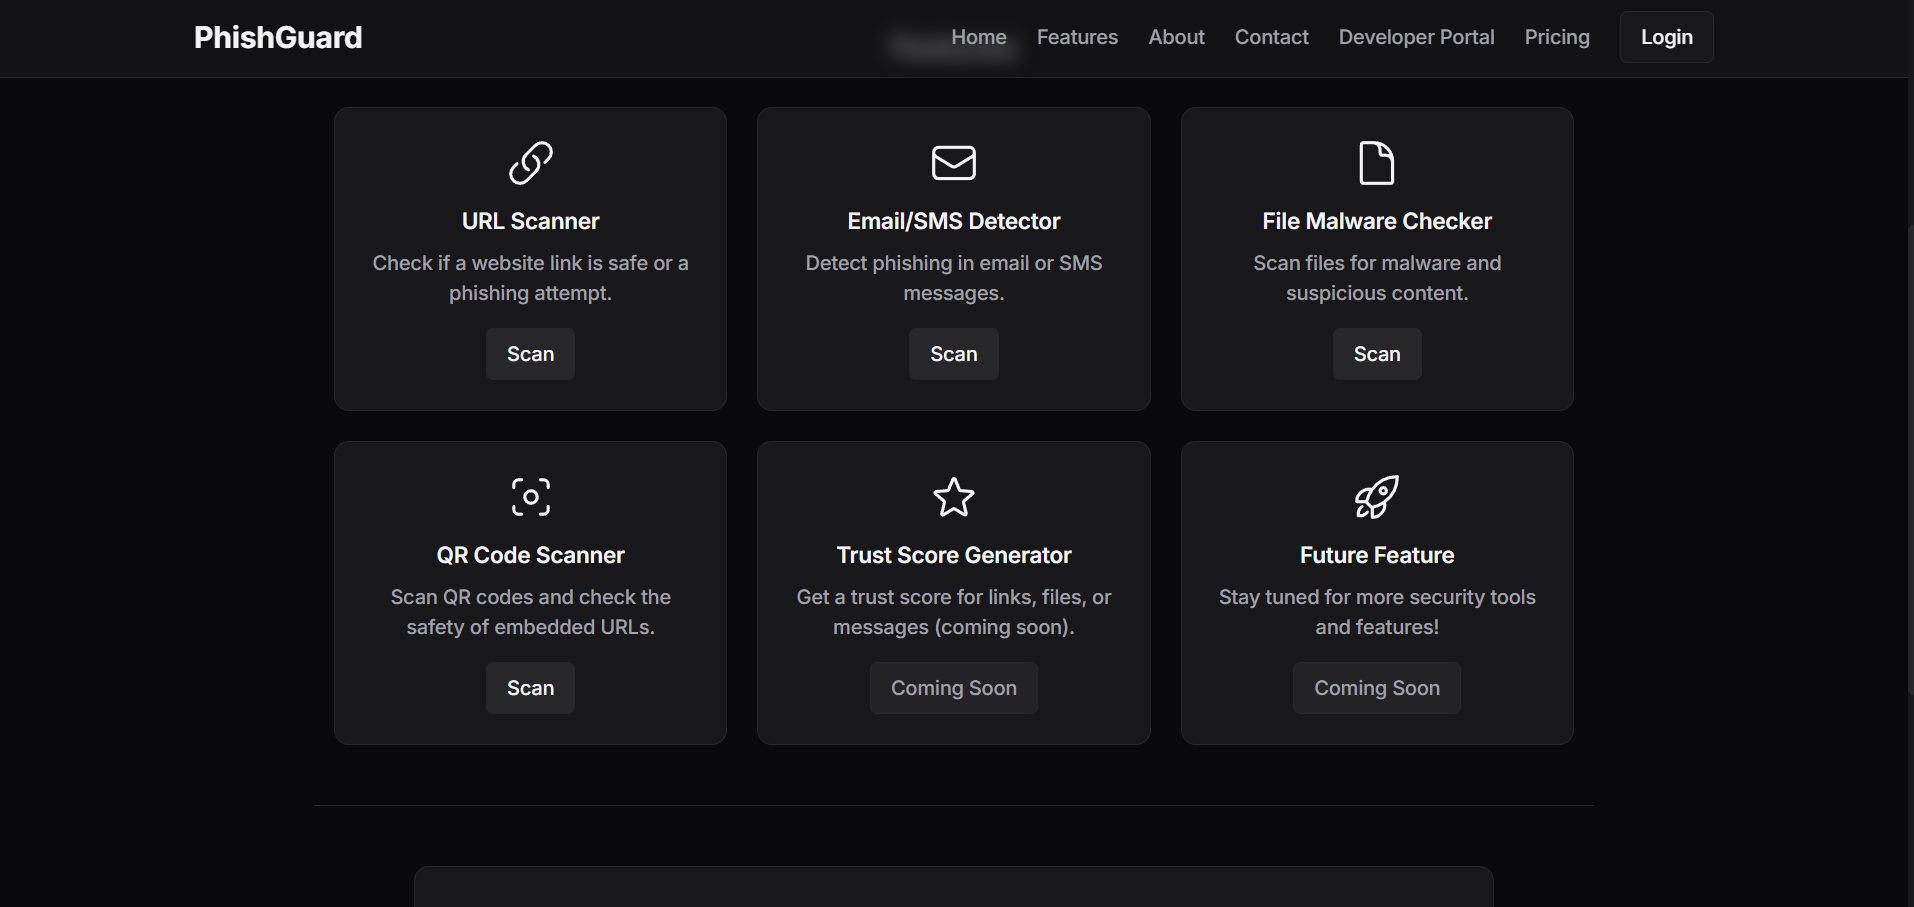 PhishGuard
Home
Features
About
Contact
Developer Portal
Pricing
Login
URL Scanner
Check if a website link is safe or a
phishing attempt.
Scan
Email/SMS Detector
Detect phishing in email or SMS
messages.
Scan
File Malware Checker
Scan files for malware and
suspicious content.
Scan
QR Code Scanner
Scan QR codes and check the
safety of embedded URLs.
Scan
Trust Score Generator
Get a trust score for links, files, or
messages (coming soon).
Coming Soon
Future Feature
Stay tuned for more security tools
and features!
Coming Soon